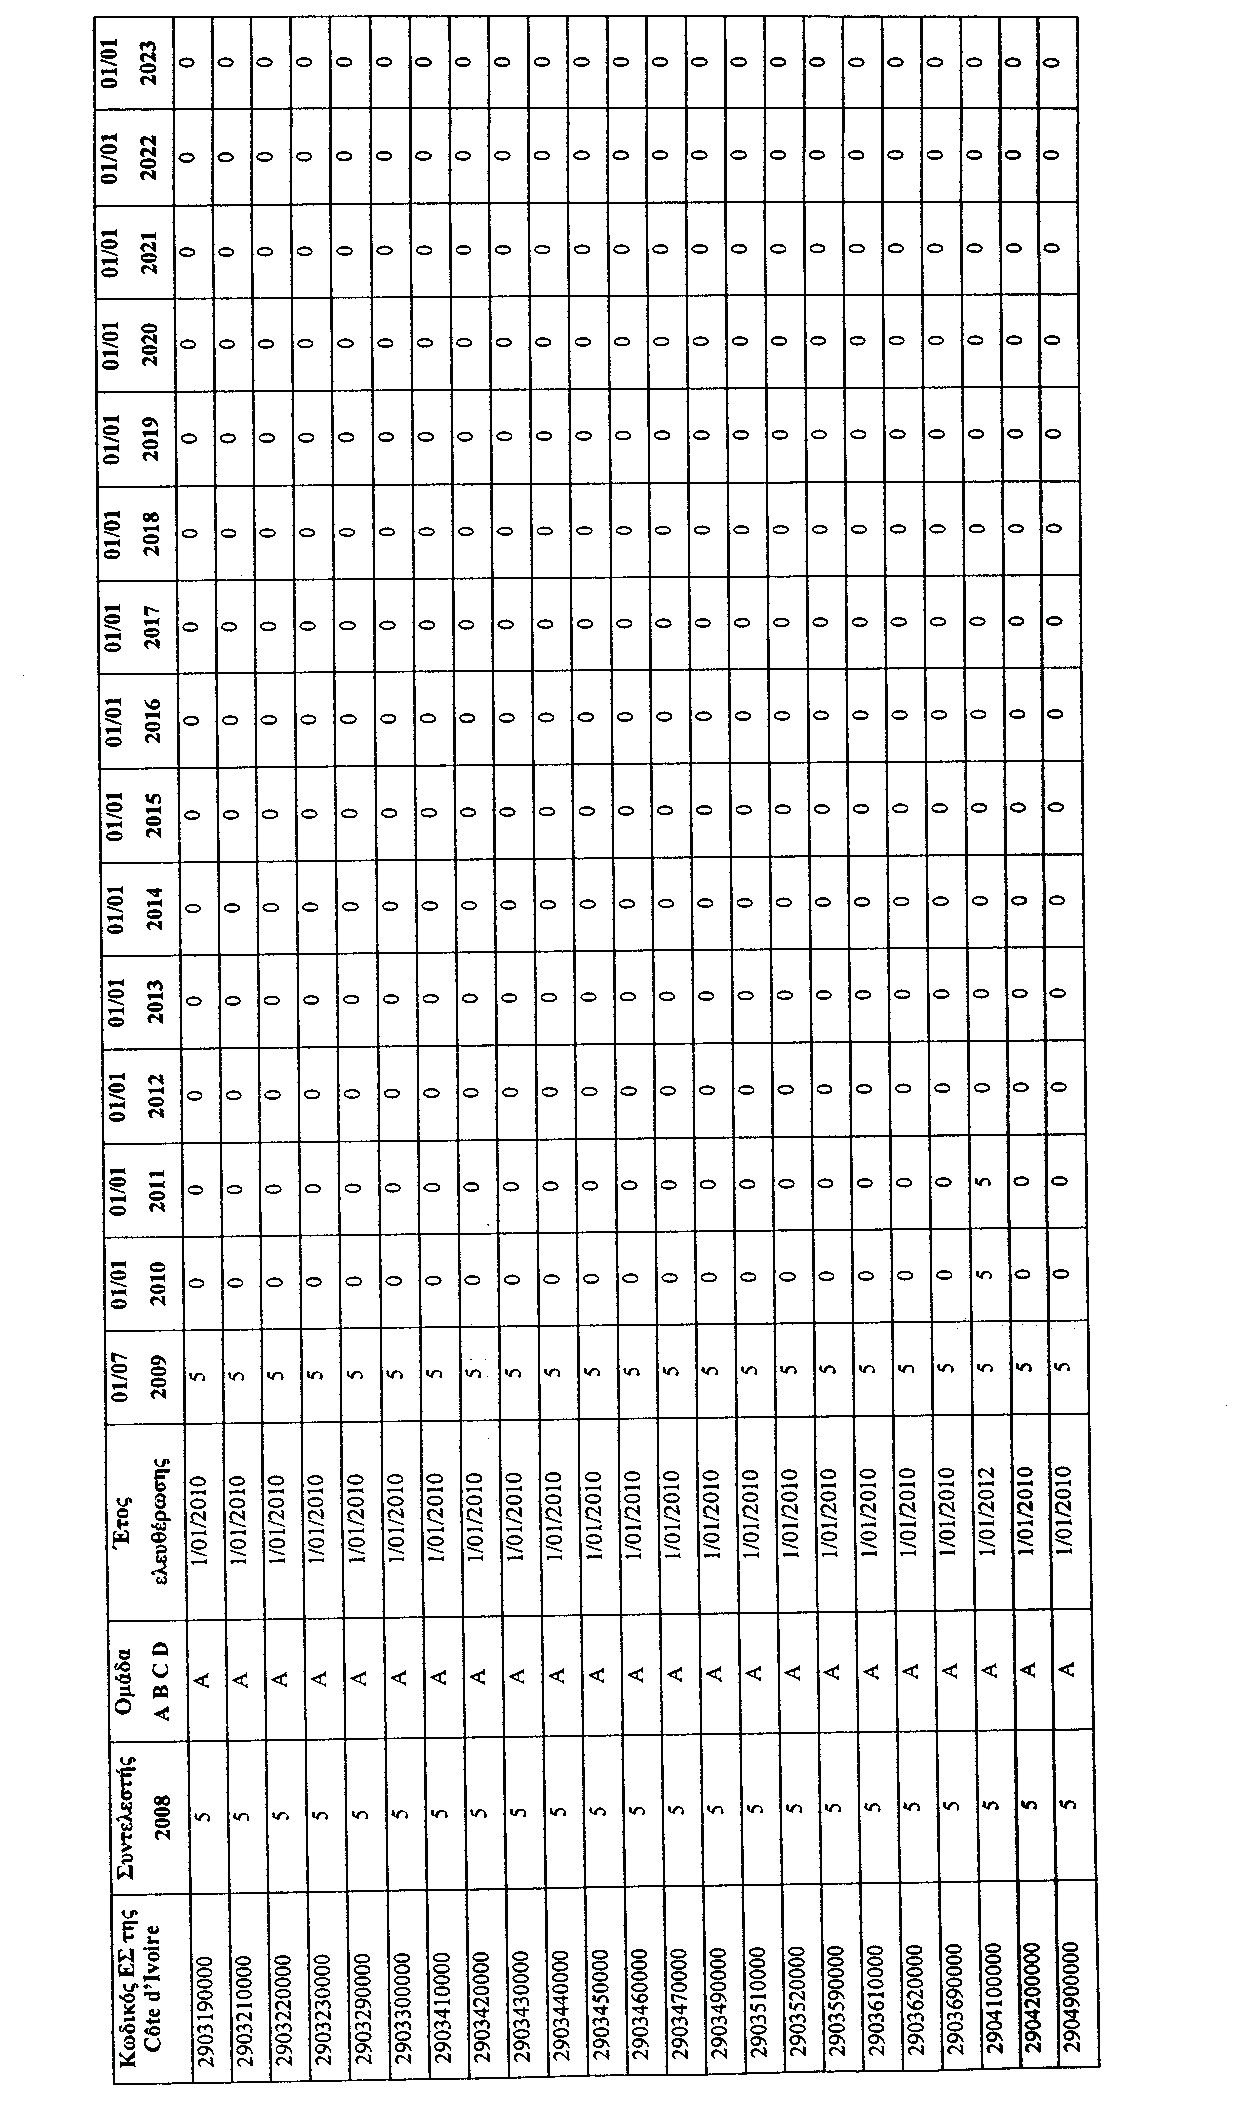 Κοδικός ΕΣ της Côte d’Ivoire Συντελεστής 2008 Ομάδα A B C D Έτος ελευθέρωσης 01/07 2009 01/01 2010 01/01 2011 01/01 2012 01/01 2013 01/01 2014 01/01 2015 01/01 2016 01/01 2017 01/01 2018 01/01 2019 01/01 2020 01/01 2021 01/01 2022 01/01 2023
2903190000 5 A 1/01/2010 5 0 0 0 0 0 0 0 0 0 0 0 0 0 0
2903210000 5 A 1/01/2010 5 0 0 0 0 0 0 0 0 0 0 0 0 0 0
2903220000 5 A 1/01/2010 5 0 0 0 0 0 0 0 0 0 0 0 0 0 0
2903230000 5 A 1/01/2010 5 0 0 0 0 0 0 0 0 0 0 0 0 0 0
2903290000 5 A 1/01/2010 5 0 0 0 0 0 0 0 0 0 0 0 0 0 0
2903300000 5 A 1/01/2010 5 0 0 0 0 0 0 0 0 0 0 0 0 0 0
2903410000 5 A 1/01/2010 5 0 0 0 0 0 0 0 0 0 0 0 0 0 0
2903420000 5 A 1/01/2010 5 0 0 0 0 0 0 0 0 0 0 0 0 0 0
2903430000 5 A 1/01/2010 5 0 0 0 0 0 0 0 0 0 0 0 0 0 0
2903440000 5 A 1/01/2010 5 0 0 0 0 0 0 0 0 0 0 0 0 0 0
2903450000 5 A 1/01/2010 5 0 0 0 0 0 0 0 0 0 0 0 0 0 0
2903460000 5 A 1/01/2010 5 0 0 0 0 0 0 0 0 0 0 0 0 0 0
2903470000 5 A 1/01/2010 5 0 0 0 0 0 0 0 0 0 0 0 0 0 0
2903490000 5 A 1/01/2010 5 0 0 0 0 0 0 0 0 0 0 0 0 0 0
2903510000 5 A 1/01/2010 5 0 0 0 0 0 0 0 0 0 0 0 0 0 0
2903520000 5 A 1/01/2010 5 0 0 0 0 0 0 0 0 0 0 0 0 0 0
2903590000 5 A 1/01/2010 5 0 0 0 0 0 0 0 0 0 0 0 0 0 0
2903610000 5 A 1/01/2010 5 0 0 0 0 0 0 0 0 0 0 0 0 0 0
2903620000 5 A 1/01/2010 5 0 0 0 0 0 0 0 0 0 0 0 0 0 0
2903690000 5 A 1/01/2010 5 0 0 0 0 0 0 0 0 0 0 0 0 0 0
2904100000 5 A 1/01/2012 5 5 5 0 0 0 0 0 0 0 0 0 0 0 0
2904200000 5 A 1/01/2010 5 0 0 0 0 0 0 0 0 0 0 0 0 0 0
2904900000 5 A 1/01/2010 5 0 0 0 0 0 0 0 0 0 0 0 0 0 0